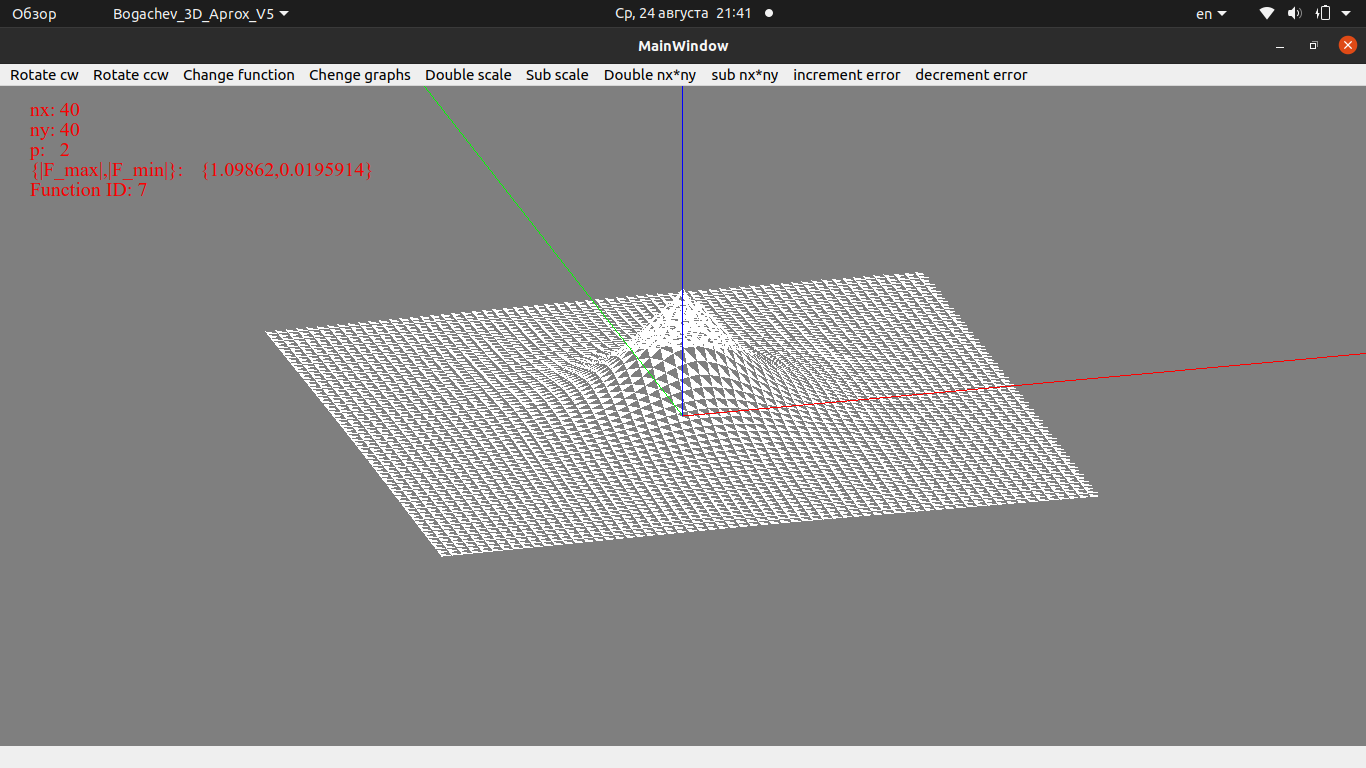 Обзор Bogachev_3D_Aprox_V5 Ср, 24 августа 21:41 en
MainWindow
Rotate cw Rotate ccw Change function Chenge graphs Double scale Sub scale Double nx*ny sub nx*ny increment error decrement error
nx: 40
ny: 40
p: 2
{|F_max|,|F_min|}: {1.09862,0.0195914}
Function ID: 7